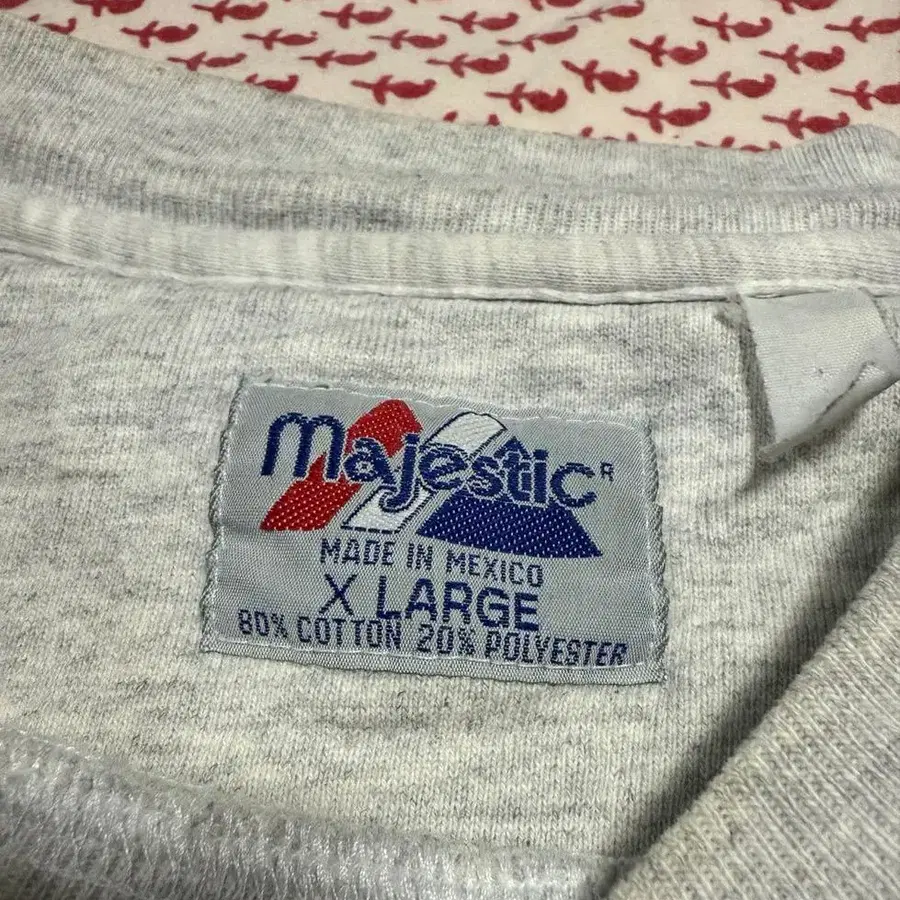 Majestic®
MADE IN MEXICO
X LARGE
80% COTTON 20% POLYESTER